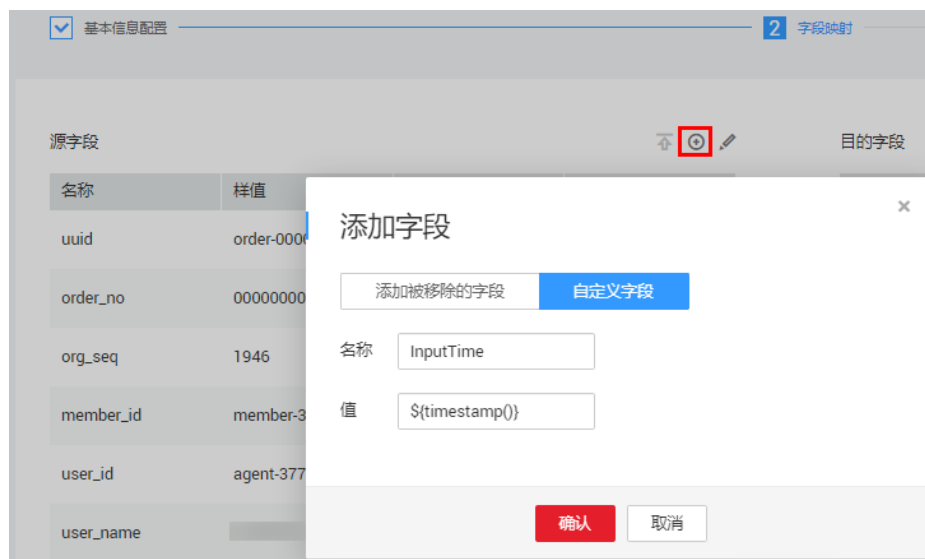 基本信息配置
2 字段映射
源字段
目的字段
名称 样值
uuid order-000
order_no 00000000
org_seq 1946
member_id member-3
user_id agent-377
user_name
添加字段
添加被移除的字段 自定义字段
名称 InputTime
值 ${timestamp()}
确认 取消